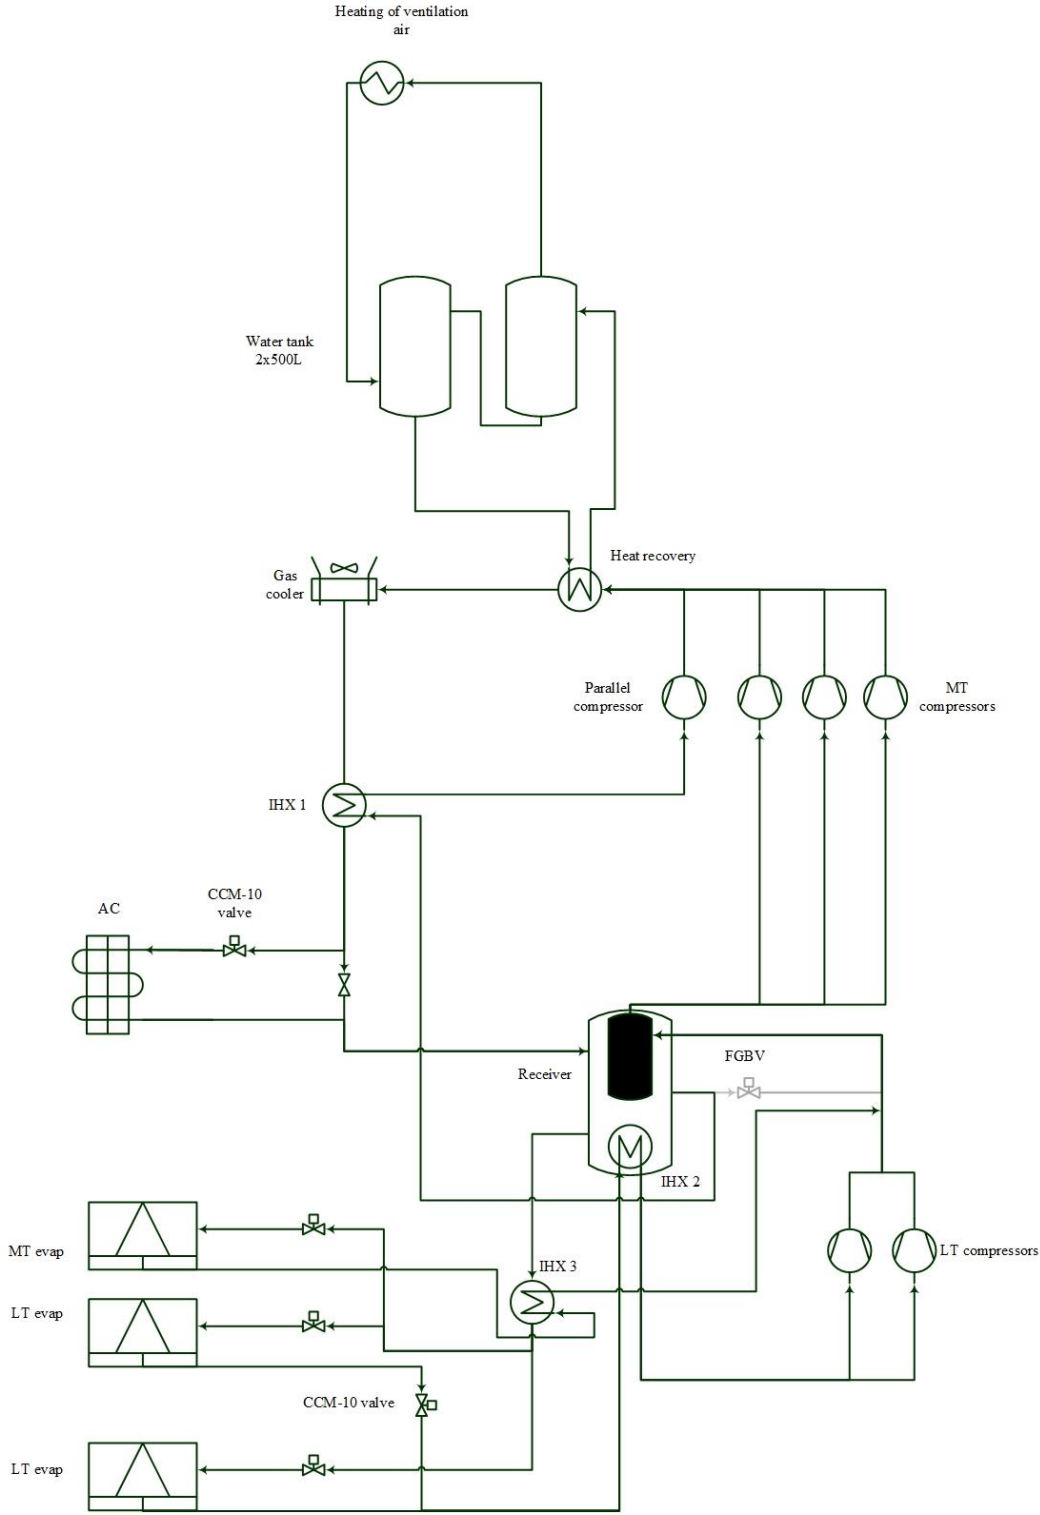 Heating of ventilation
air
Water tank
2x500L
Heat recovery
Gas
cooler
Parallel
compressor
MT
compressors
IHX 1
CCM-10
valve
AC
FGBV
Receiver
IHX 2
MT evap
LT compressors
IHX 3
LT evap
CCM-10 valve
LT evap